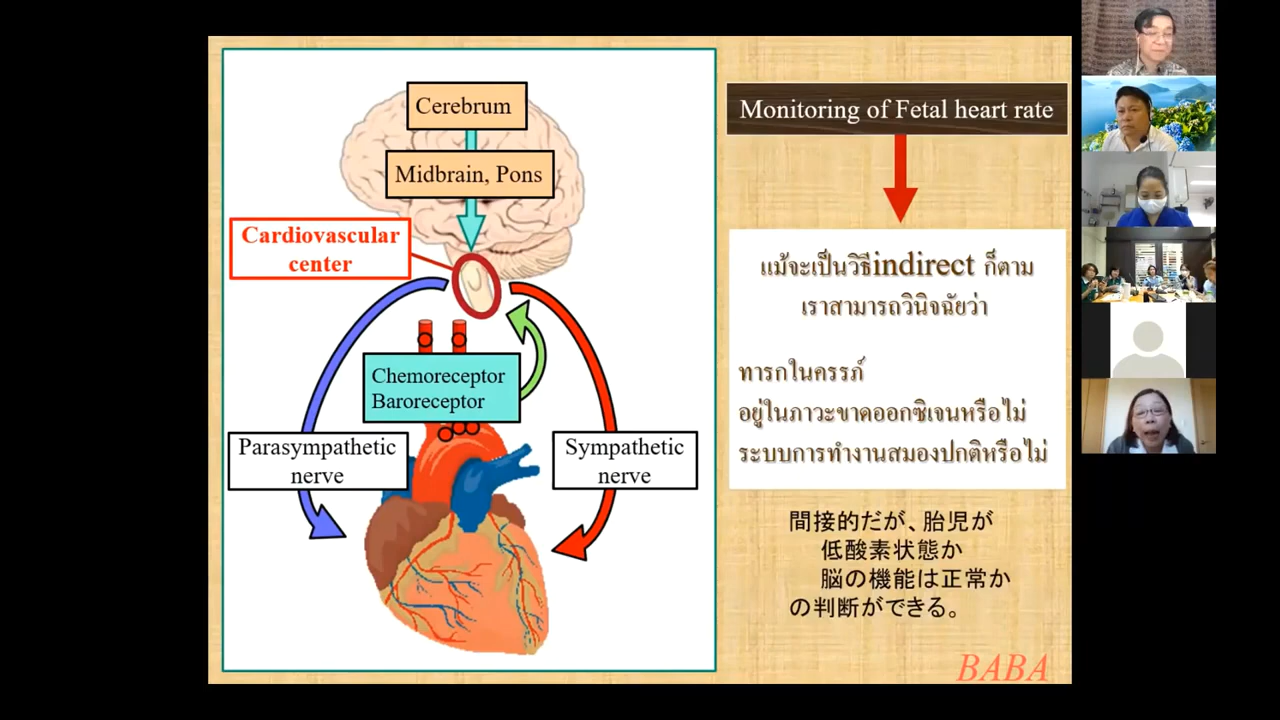 Cerebrum
Midbrain, Pons
Cardiovascular
center
Chemoreceptor
Baroreceptor
Parasympathetic
nerve
Sympathetic
nerve
Monitoring of Fetal heart rate
แม้จะเป็นวิธีindirect ก็ตาม
เราสามารถวินิจฉัยว่า
ทารกในครรภ์
อยู่ในภาวะขาดออกซิเจนหรือไม่
ระบบการทำงานสมองปกติหรือไม่
間接的だが、胎児が
低酸素状態か
脳の機能は正常か
の判断ができる。
BABA